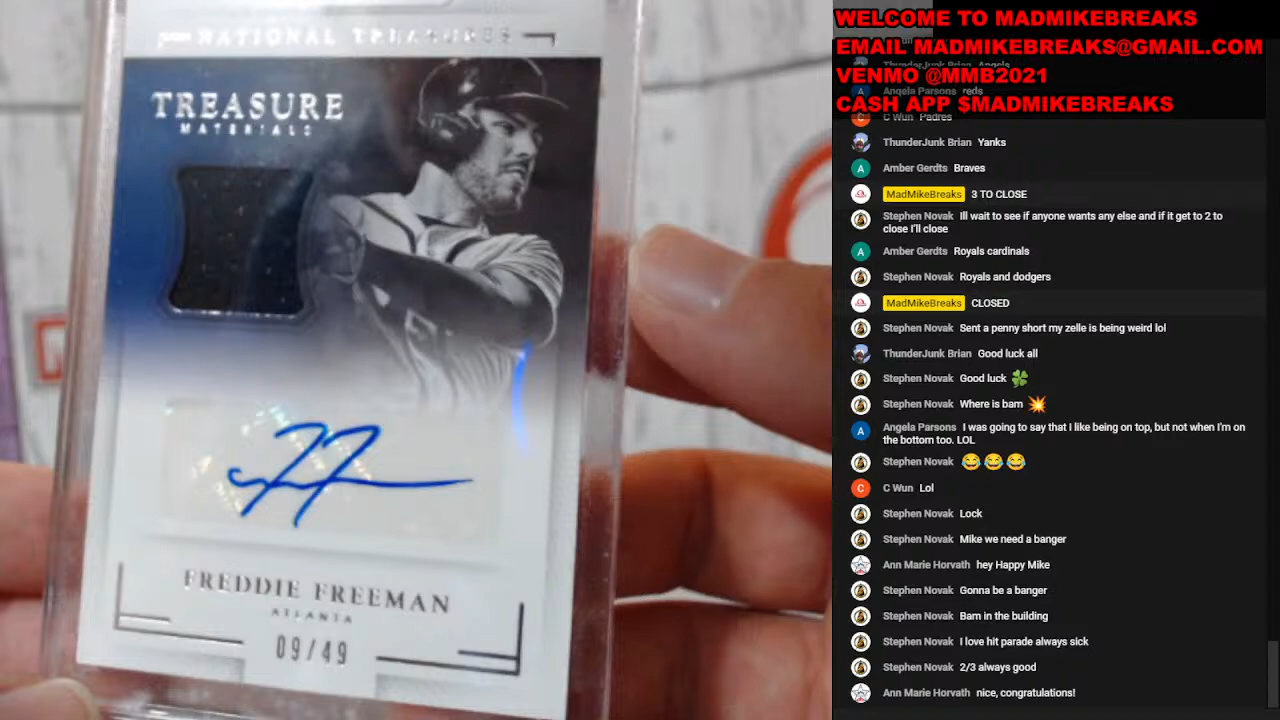 NATIONAL TREASURES
TREASURE
MATERIALS
FREDDIE FREEMAN
ATLANTA
09/49
WELCOME TO MADMIKEBREAKS
EMAIL MADMIKEBREAKS@GMAIL.COM
VENMO @MMB2021
CASH APP $MADMIKEBREAKS
ThunderJunk Brian Angels
Angela Parsons reds
C Wun Padres
ThunderJunk Brian Yanks
A Amber Gerdts Braves
MadMikeBreaks 3 TO CLOSE
Stephen Novak Ill wait to see if anyone wants any else and if it get to 2 to
close I'll close
A Amber Gerdts Royals cardinals
Stephen Novak Royals and dodgers
MadMikeBreaks CLOSED
Stephen Novak Sent a penny short my zelle is being weird lol
ThunderJunk Brian Good luck all
Stephen Novak Good luck 🍀
Stephen Novak Where is bam 💥
A Angela Parsons I was going to say that I like being on top, but not when I'm on
the bottom too. LOL
Stephen Novak 😂😂😂
C C Wun Lol
Stephen Novak Lock
Stephen Novak Mike we need a banger
Ann Marie Horvath hey Happy Mike
Stephen Novak Gonna be a banger
Stephen Novak Bam in the building
Stephen Novak I love hit parade always sick
Stephen Novak 2/3 always good
Ann Marie Horvath nice, congratulations!